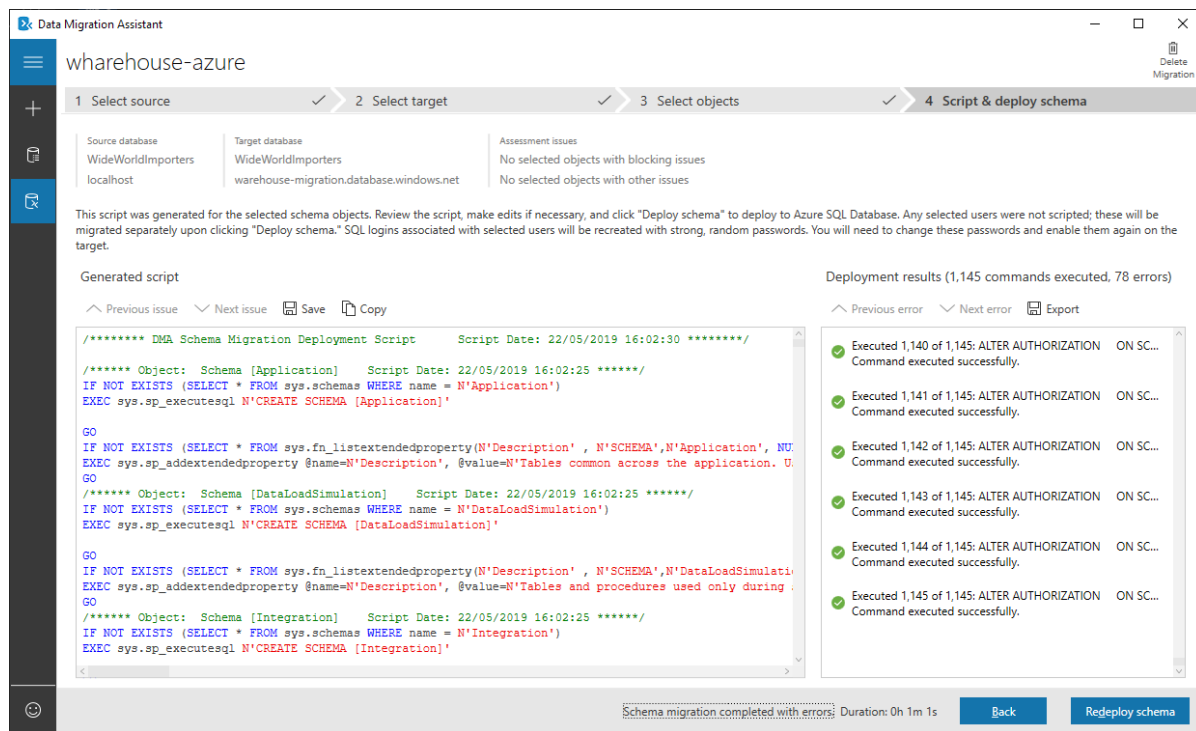 Data Migration Assistant
wharehouse-azure
Delete
Migration
1 Select source
2 Select target
3 Select objects
4 Script & deploy schema
Source database
WideWorldImporters
localhost
Target database
WideWorldImporters
warehouse-migration.database.windows.net
Assessment issues
No selected objects with blocking issues
No selected objects with other issues
This script was generated for the selected schema objects. Review the script, make edits if necessary, and click "Deploy schema" to deploy to Azure SQL Database. Any selected users were not scripted; these will be
migrated separately upon clicking "Deploy schema." SQL logins associated with selected users will be recreated with strong, random passwords. You will need to change these passwords and enable them again on the
target.
Generated script
Previous issue Next issue Save Copy
/******** DMA Schema Migration Deployment Script Script Date: 22/05/2019 16:02:30 ********/
/****** Object: Schema [Application] Script Date: 22/05/2019 16:02:25 ******/
IF NOT EXISTS (SELECT * FROM sys.schemas WHERE name = N'Application')
EXEC sys.sp_executesql N'CREATE SCHEMA [Application]'
GO
IF NOT EXISTS (SELECT * FROM sys.fn_listextendedproperty(N'Description' , N'SCHEMA',N'Application', NU
EXEC sys.sp_addextendedproperty @name=N'Description', @value=N'Tables common across the application. U
GO
/****** Object: Schema [DataLoadSimulation] Script Date: 22/05/2019 16:02:25 ******/
IF NOT EXISTS (SELECT * FROM sys.schemas WHERE name = N'DataLoadSimulation')
EXEC sys.sp_executesql N'CREATE SCHEMA [DataLoadSimulation]'
GO
IF NOT EXISTS (SELECT * FROM sys.fn_listextendedproperty(N'Description' , N'SCHEMA',N'DataLoadSimulati
EXEC sys.sp_addextendedproperty @name=N'Description', @value=N'Tables and procedures used only during
GO
/****** Object: Schema [Integration] Script Date: 22/05/2019 16:02:25 ******/
IF NOT EXISTS (SELECT * FROM sys.schemas WHERE name = N'Integration')
EXEC sys.sp_executesql N'CREATE SCHEMA [Integration]'
Deployment results (1,145 commands executed, 78 errors)
Previous error Next error Export
Executed 1,140 of 1,145: ALTER AUTHORIZATION ON SC...
Command executed successfully.
Executed 1,141 of 1,145: ALTER AUTHORIZATION ON SC...
Command executed successfully.
Executed 1,142 of 1,145: ALTER AUTHORIZATION ON SC...
Command executed successfully.
Executed 1,143 of 1,145: ALTER AUTHORIZATION ON SC...
Command executed successfully.
Executed 1,144 of 1,145: ALTER AUTHORIZATION ON SC...
Command executed successfully.
Executed 1,145 of 1,145: ALTER AUTHORIZATION ON SC...
Command executed successfully.
Schema migration completed with errors. Duration: 0h 1m 1s
Back
Redeploy schema